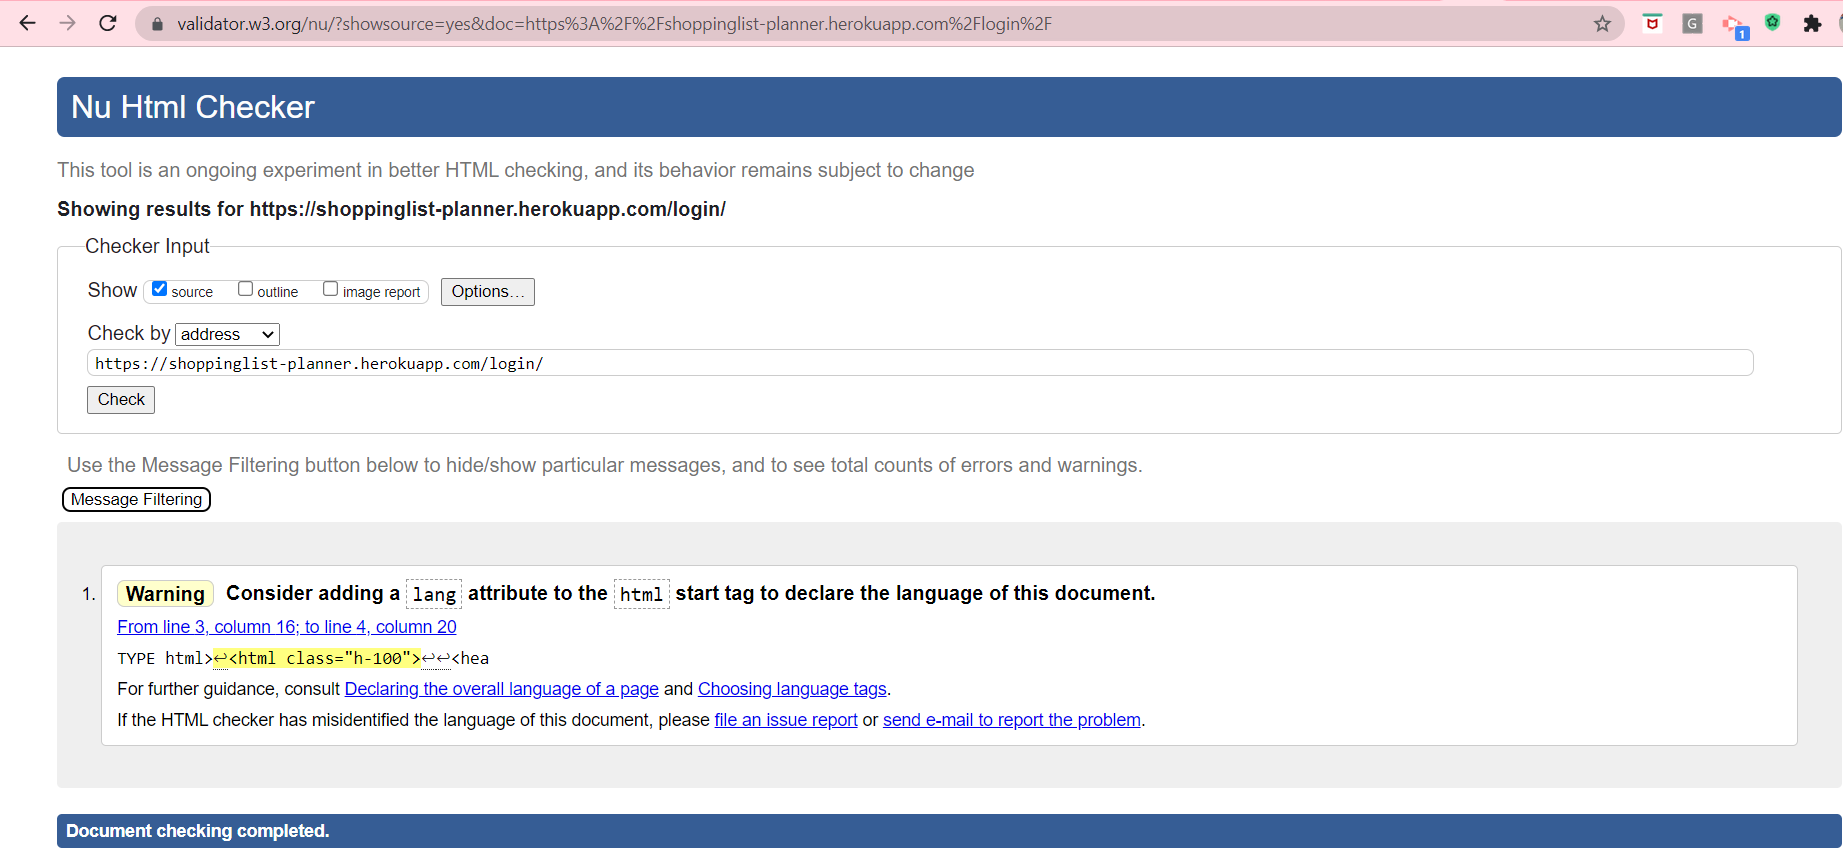 validator.w3.org/nu/?showsource=yes&doc=https%3A%2F%2Fshoppinglist-planner.herokuapp.com%2Flogin%2F
G
1
Nu Html Checker
This tool is an ongoing experiment in better HTML checking, and its behavior remains subject to change
Showing results for https://shoppinglist-planner.herokuapp.com/login/
Checker Input
Show source outline image report Options...
Check by address
https://shoppinglist-planner.herokuapp.com/login/
Check
Use the Message Filtering button below to hide/show particular messages, and to see total counts of errors and warnings.
Message Filtering
1. Warning Consider adding a lang attribute to the html start tag to declare the language of this document.
From line 3, column 16; to line 4, column 20
TYPE html>↩<html class="h-100">↩↩<hea
For further guidance, consult Declaring the overall language of a page and Choosing language tags.
If the HTML checker has misidentified the language of this document, please file an issue report or send e-mail to report the problem.
Document checking completed.